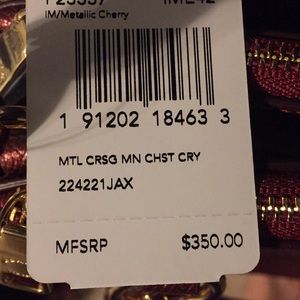 IM/Metallic Cherry
1 91202 18463 3
MTL CRSG MN CHST CRY
224221JAX
MFSRP $350.00